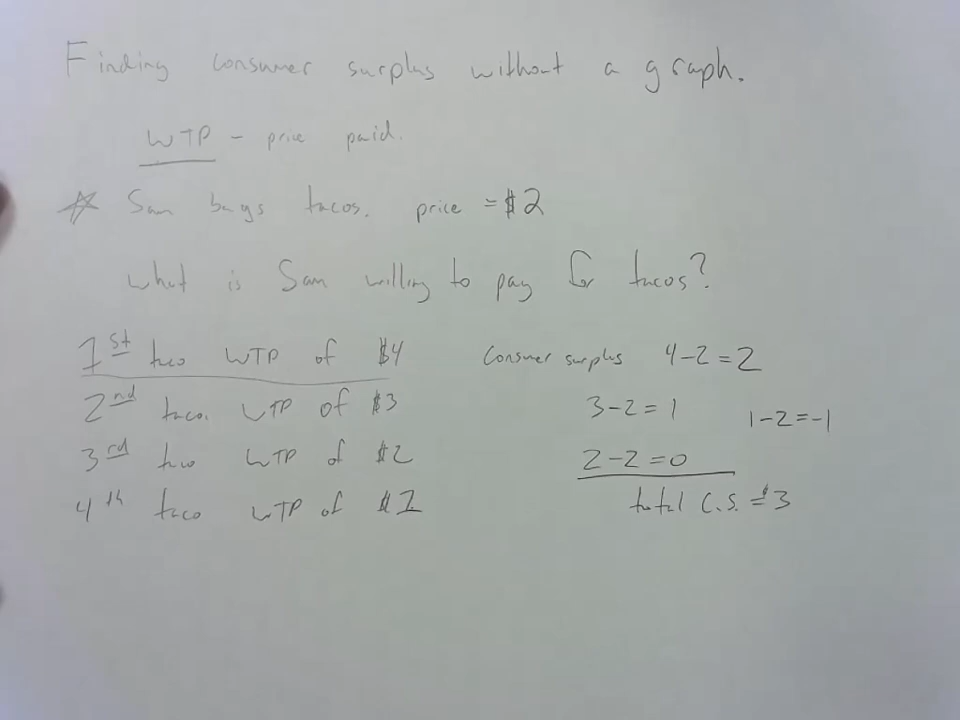 Finding consumer surplus without a graph.
WTP - price paid.
☆ Sam buys tacos. price = $2
what is Sam willing to pay for tacos?
1st taco WTP of $4 Consumer surplus 4-2=2
2nd taco. WTP of $3 3-2=1 1-2=-1
3rd taco WTP of $2 2-2=0
4th taco WTP of $1 total C.S. = $3